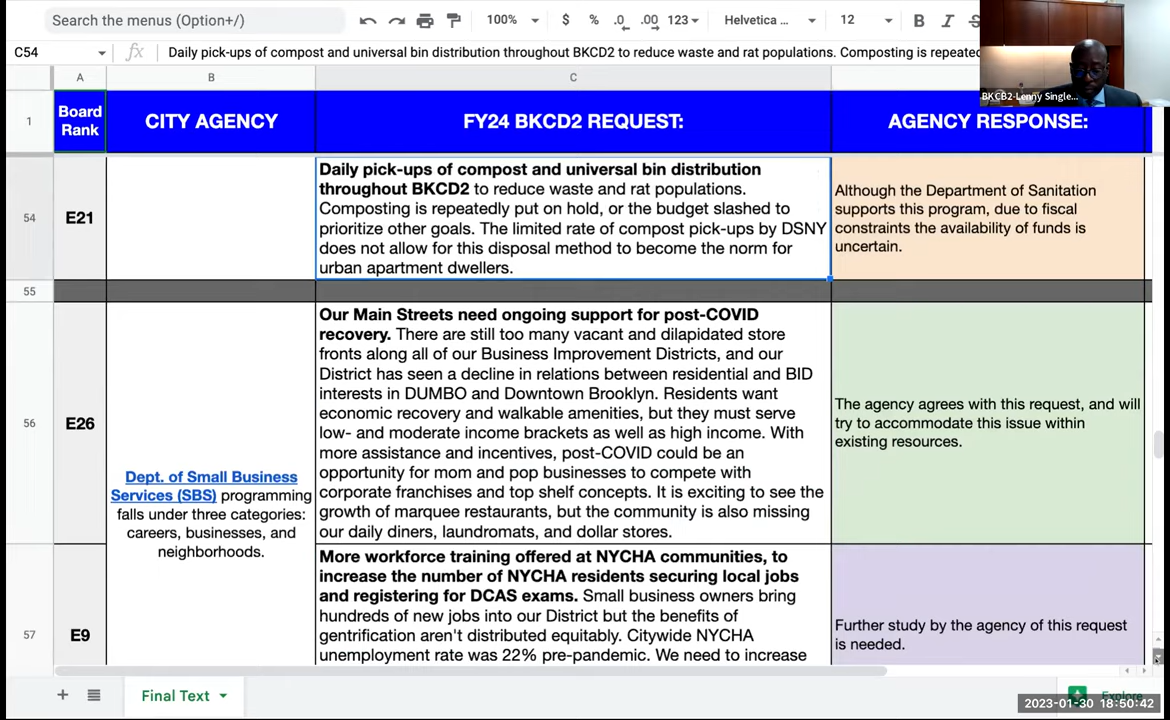 Search the menus (Option+/)
100%
$ % .0 .00 123
Helvetica ...
12
B I S
C54
fx
Daily pick-ups of compost and universal bin distribution throughout BKCD2 to reduce waste and rat populations. Composting is repeated
BKCB2-Lenny Single...
A B C
1
Board
Rank
CITY AGENCY
FY24 BKCD2 REQUEST:
AGENCY RESPONSE:
54
E21
Daily pick-ups of compost and universal bin distribution
throughout BKCD2 to reduce waste and rat populations.
Composting is repeatedly put on hold, or the budget slashed to
prioritize other goals. The limited rate of compost pick-ups by DSNY
does not allow for this disposal method to become the norm for
urban apartment dwellers.
Although the Department of Sanitation
supports this program, due to fiscal
constraints the availability of funds is
uncertain.
55
56
E26
Dept. of Small Business
Services (SBS) programming
falls under three categories:
careers, businesses, and
neighborhoods.
Our Main Streets need ongoing support for post-COVID
recovery. There are still too many vacant and dilapidated store
fronts along all of our Business Improvement Districts, and our
District has seen a decline in relations between residential and BID
interests in DUMBO and Downtown Brooklyn. Residents want
economic recovery and walkable amenities, but they must serve
low- and moderate income brackets as well as high income. With
more assistance and incentives, post-COVID could be an
opportunity for mom and pop businesses to compete with
corporate franchises and top shelf concepts. It is exciting to see the
growth of marquee restaurants, but the community is also missing
our daily diners, laundromats, and dollar stores.
The agency agrees with this request, and will
try to accommodate this issue within
existing resources.
57
E9
More workforce training offered at NYCHA communities, to
increase the number of NYCHA residents securing local jobs
and registering for DCAS exams. Small business owners bring
hundreds of new jobs into our District but the benefits of
gentrification aren't distributed equitably. Citywide NYCHA
unemployment rate was 22% pre-pandemic. We need to increase
Further study by the agency of this request
is needed.
Final Text
Explore
2023-01-30 18:50:42